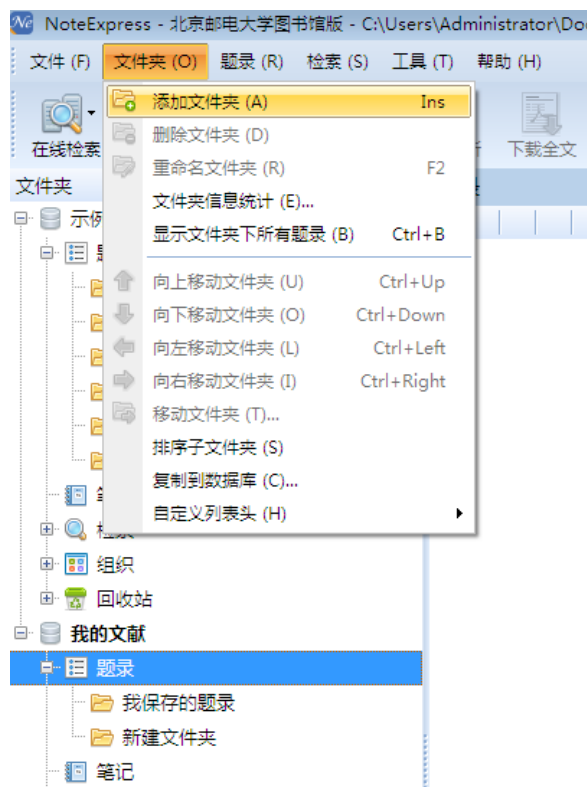 NoteExpress - 北京邮电大学图书馆版 - C:\Users\Administrator\Do
文件 (F) 文件夹 (O) 题录 (R) 检索 (S) 工具 (T) 帮助 (H)
在线检索
下载全文
添加文件夹 (A) Ins
删除文件夹 (D)
重命名文件夹 (R) F2
文件夹信息统计 (E)...
显示文件夹下所有题录 (B) Ctrl+B
向上移动文件夹 (U) Ctrl+Up
向下移动文件夹 (O) Ctrl+Down
向左移动文件夹 (L) Ctrl+Left
向右移动文件夹 (I) Ctrl+Right
移动文件夹 (T)...
排序子文件夹 (S)
复制到数据库 (C)...
自定义列表头 (H)
文件夹
示例
组织
回收站
我的文献
题录
我保存的题录
新建文件夹
笔记